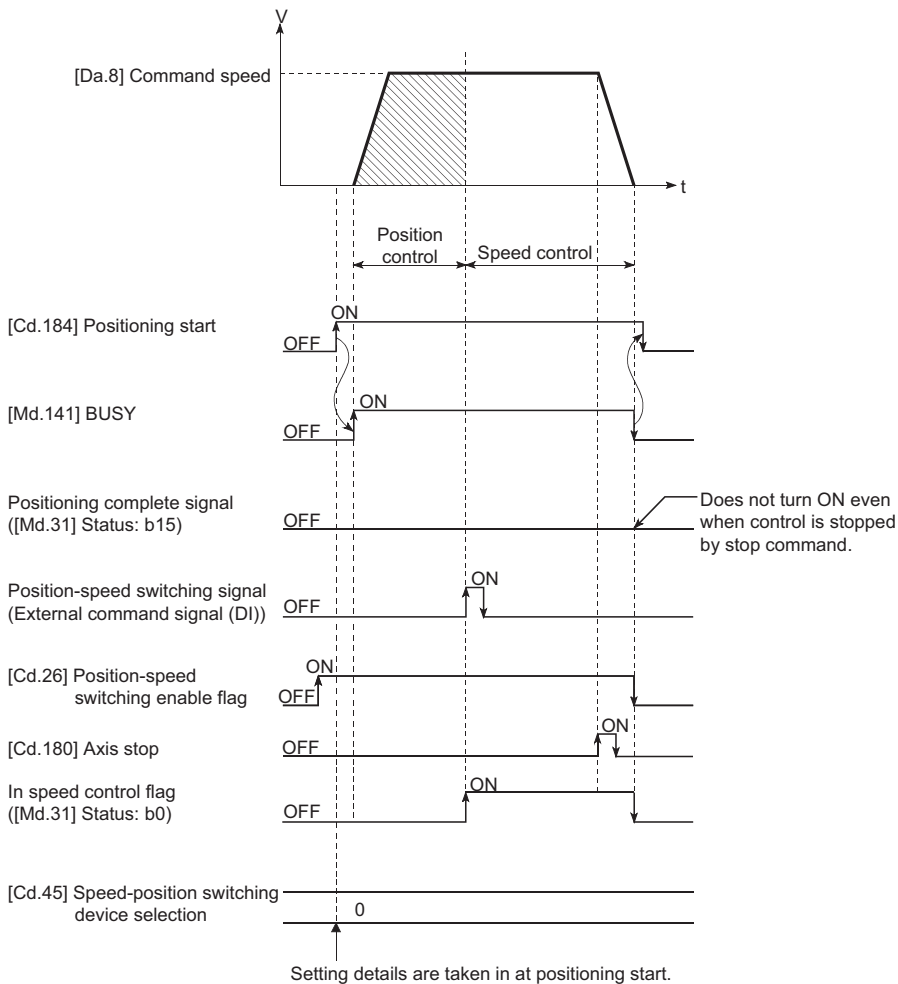 V
[Da.8] Command speed
t
Position
control
Speed control
ON
[Cd.184] Positioning start
OFF
ON
[Md.141] BUSY
OFF
Positioning complete signal
([Md.31] Status: b15)
OFF
Does not turn ON even
when control is stopped
by stop command.
ON
Position-speed switching signal
(External command signal (DI))
OFF
ON
[Cd.26] Position-speed
switching enable flag
OFF
ON
[Cd.180] Axis stop
OFF
ON
In speed control flag
([Md.31] Status: b0)
OFF
[Cd.45] Speed-position switching
device selection
0
Setting details are taken in at positioning start.